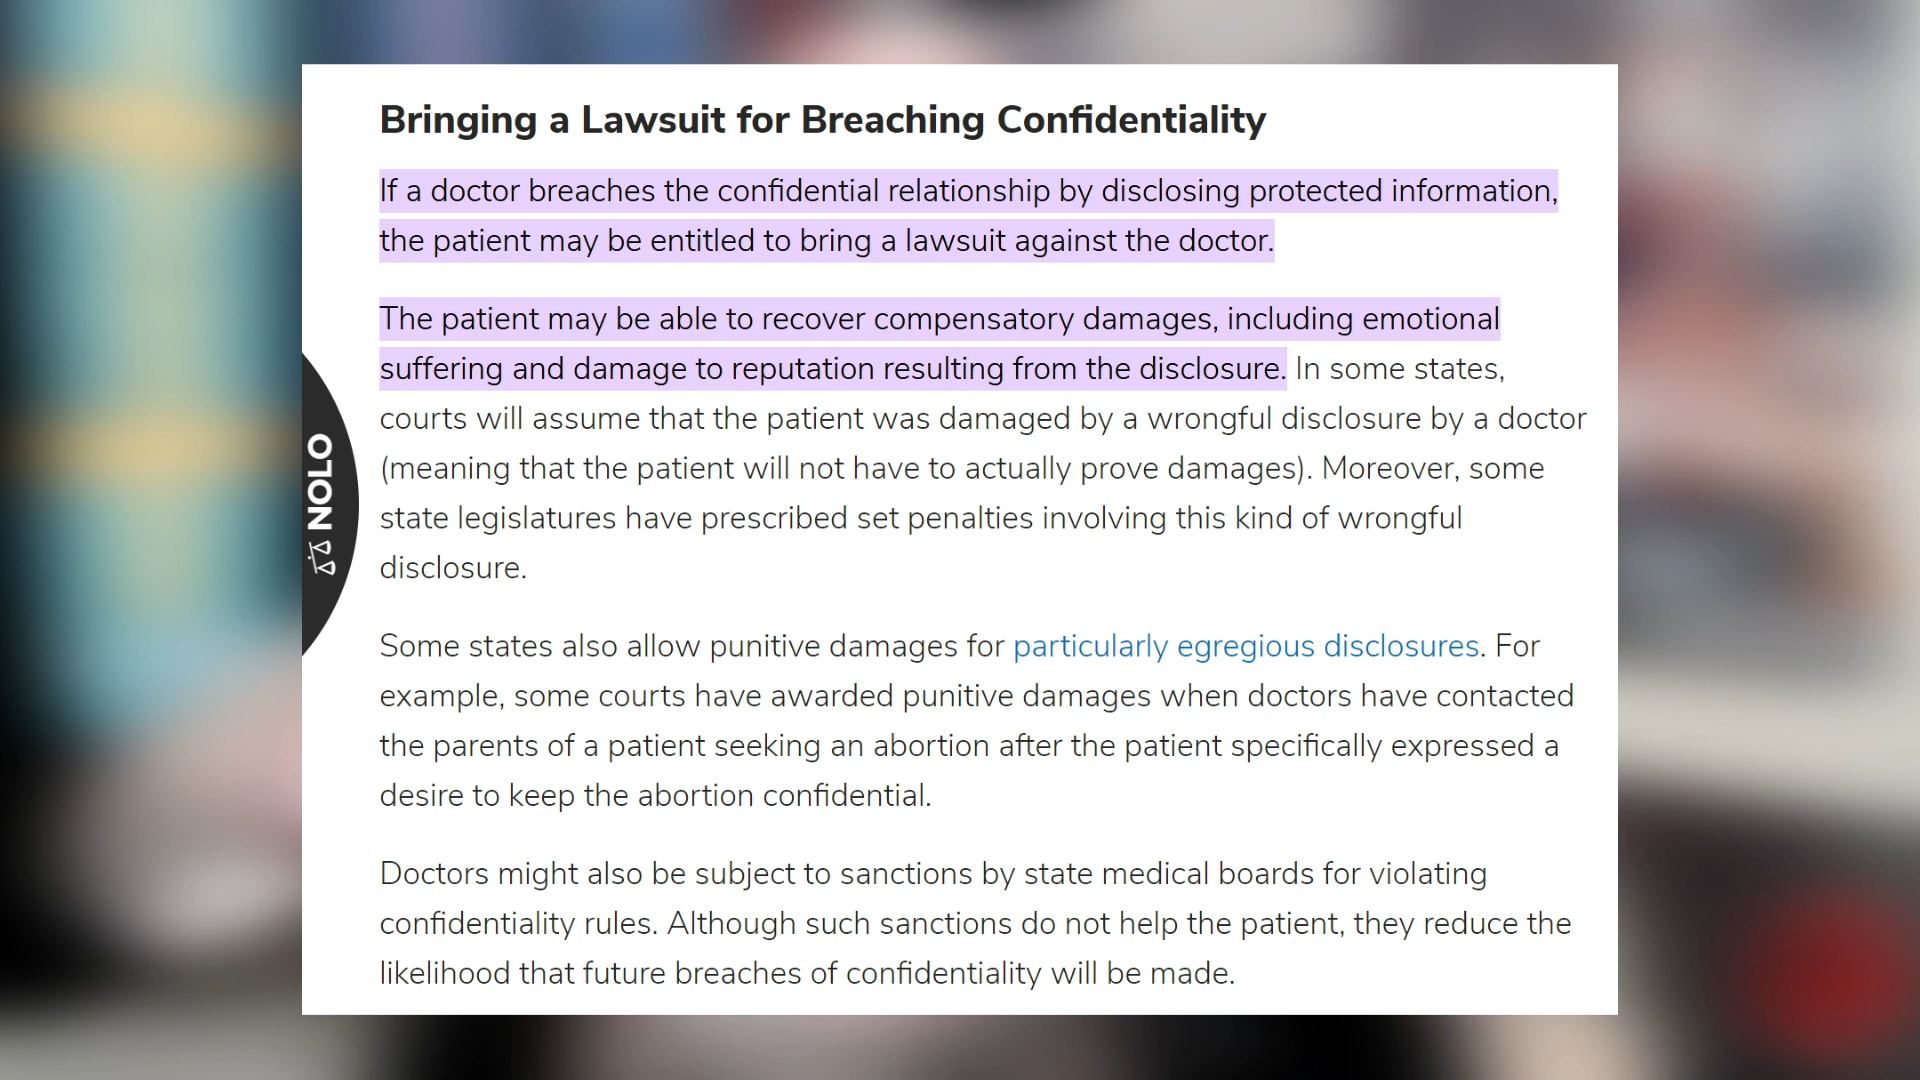 Bringing a Lawsuit for Breaching Confidentiality
If a doctor breaches the confidential relationship by disclosing protected information,
the patient may be entitled to bring a lawsuit against the doctor.
The patient may be able to recover compensatory damages, including emotional
suffering and damage to reputation resulting from the disclosure. In some states,
courts will assume that the patient was damaged by a wrongful disclosure by a doctor
(meaning that the patient will not have to actually prove damages). Moreover, some
state legislatures have prescribed set penalties involving this kind of wrongful
disclosure.
Some states also allow punitive damages for particularly egregious disclosures. For
example, some courts have awarded punitive damages when doctors have contacted
the parents of a patient seeking an abortion after the patient specifically expressed a
desire to keep the abortion confidential.
Doctors might also be subject to sanctions by state medical boards for violating
confidentiality rules. Although such sanctions do not help the patient, they reduce the
likelihood that future breaches of confidentiality will be made.
NOLO